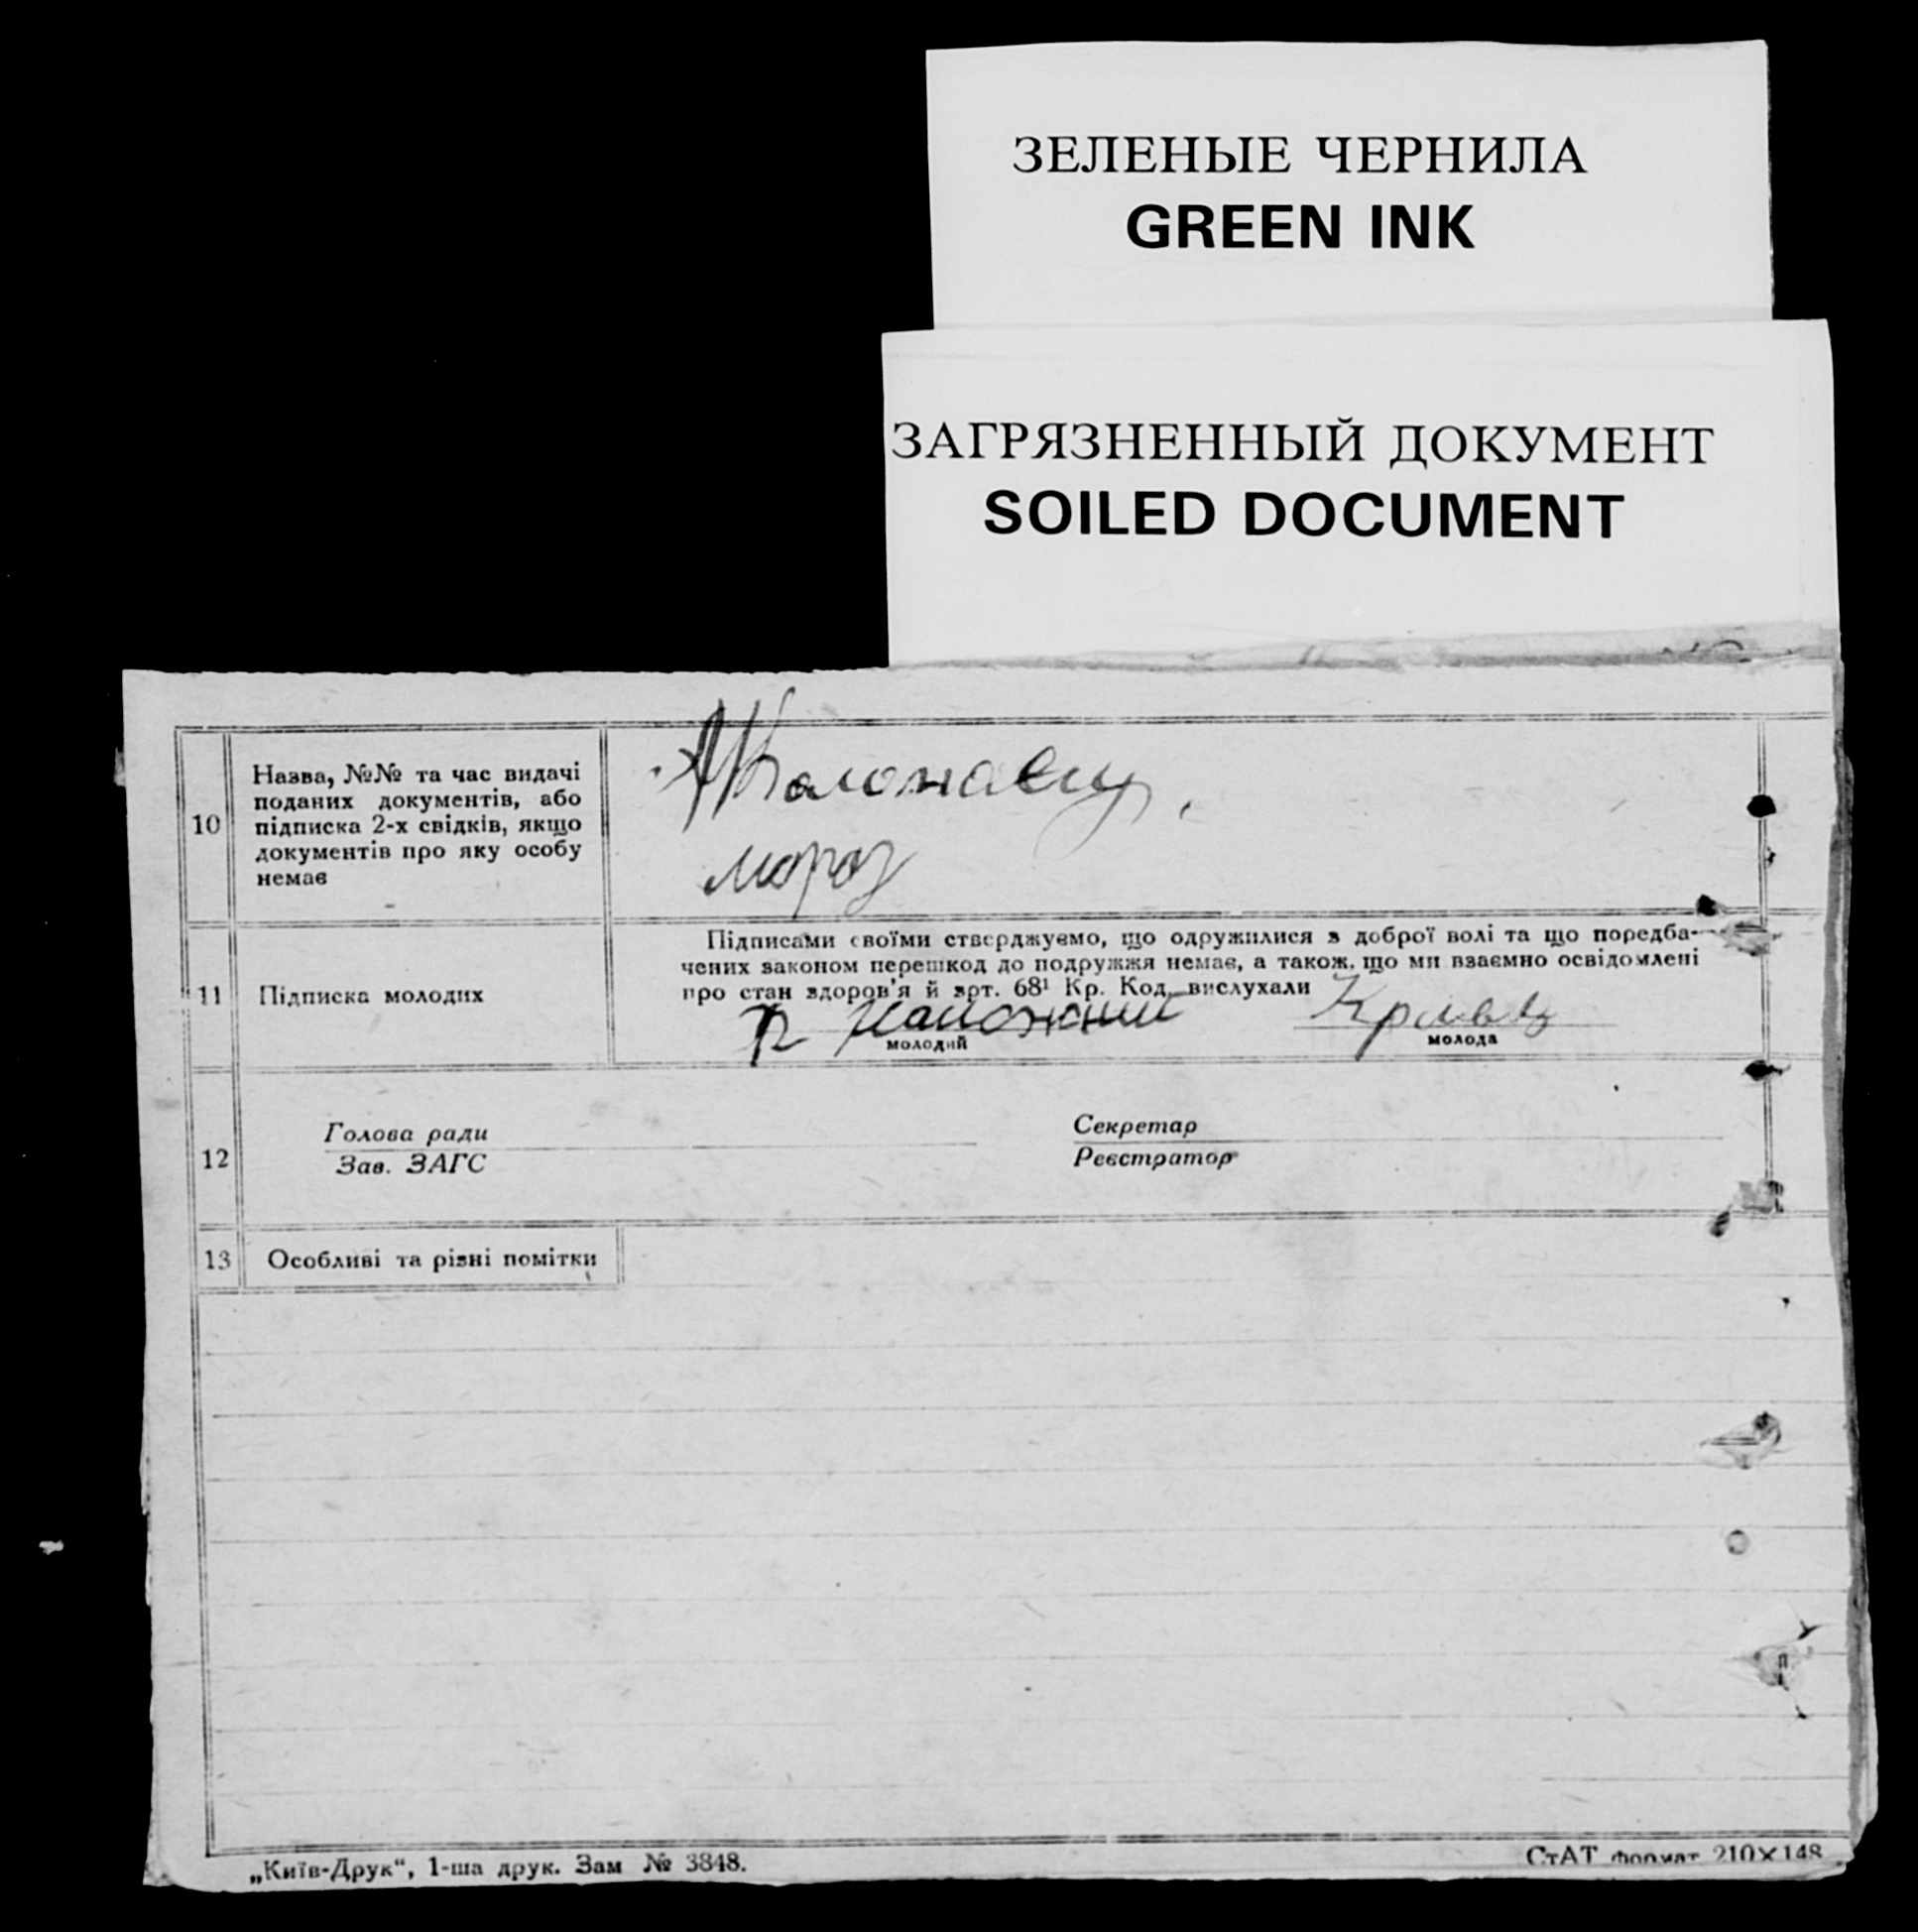 ЗЕЛЕНЫЕ ЧЕРНИЛА
GREEN INK
ЗАГРЯЗНЕННЫЙ ДОКУМЕНТ
SOILED DOCUMENT
10
Назва, №№ та час видачі
поданих документів, або
підписка 2-х свідків, якщо
документів про яку особу
немає
мороз
11
Підписка молодих
Підписами своїми стверджуємо, що одружилися з доброї волі та що поредба-
чених законом перешкод до подружжя немає, а також, що ми взаємно освідомлені
про стан здоров'я й арт. 68¹ Кр. Код. вислухали
молодий
молода
12
Голова ради
Зав. ЗАГС
Секретар
Реєстратор
13
Особливі та різні помітки
„Київ-Друк“, 1-ша друк. Зам № 3848.
СтАТ формат 210×148